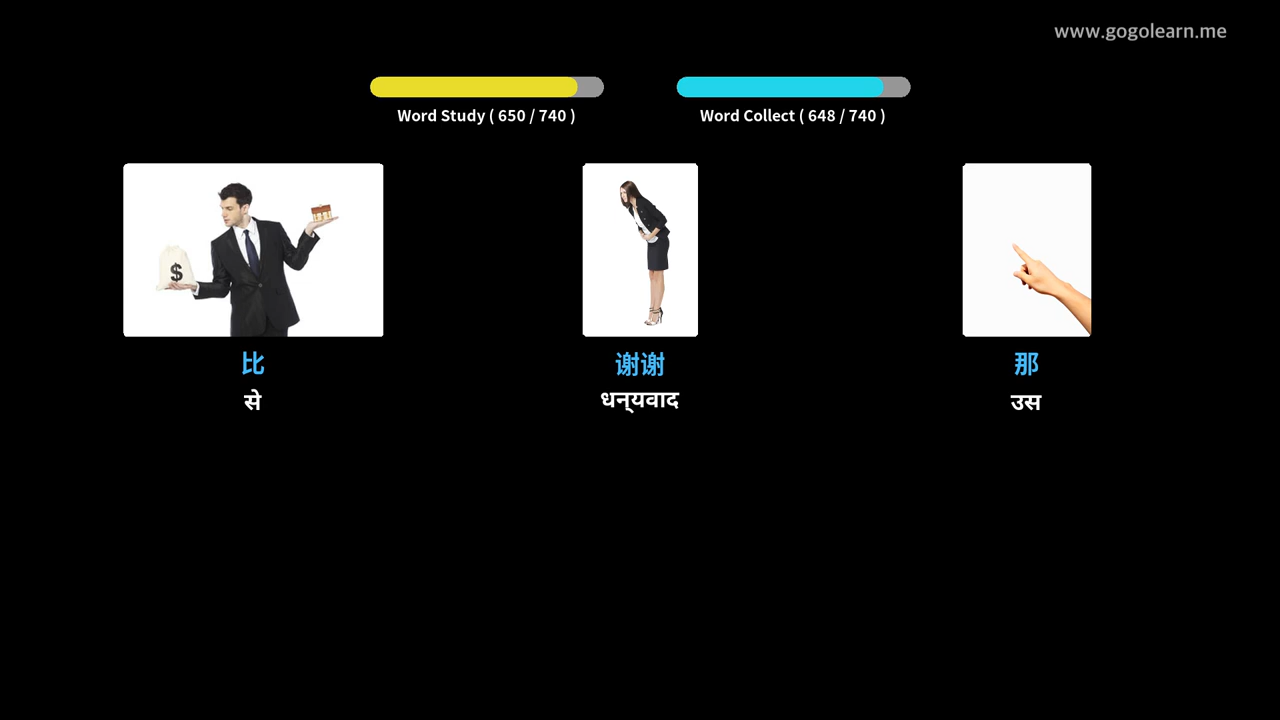 www.gogolearn.me
Word Study ( 650 / 740 )
Word Collect ( 648 / 740 )
$
比
से
谢谢
धन्‌यवाद
那
उस